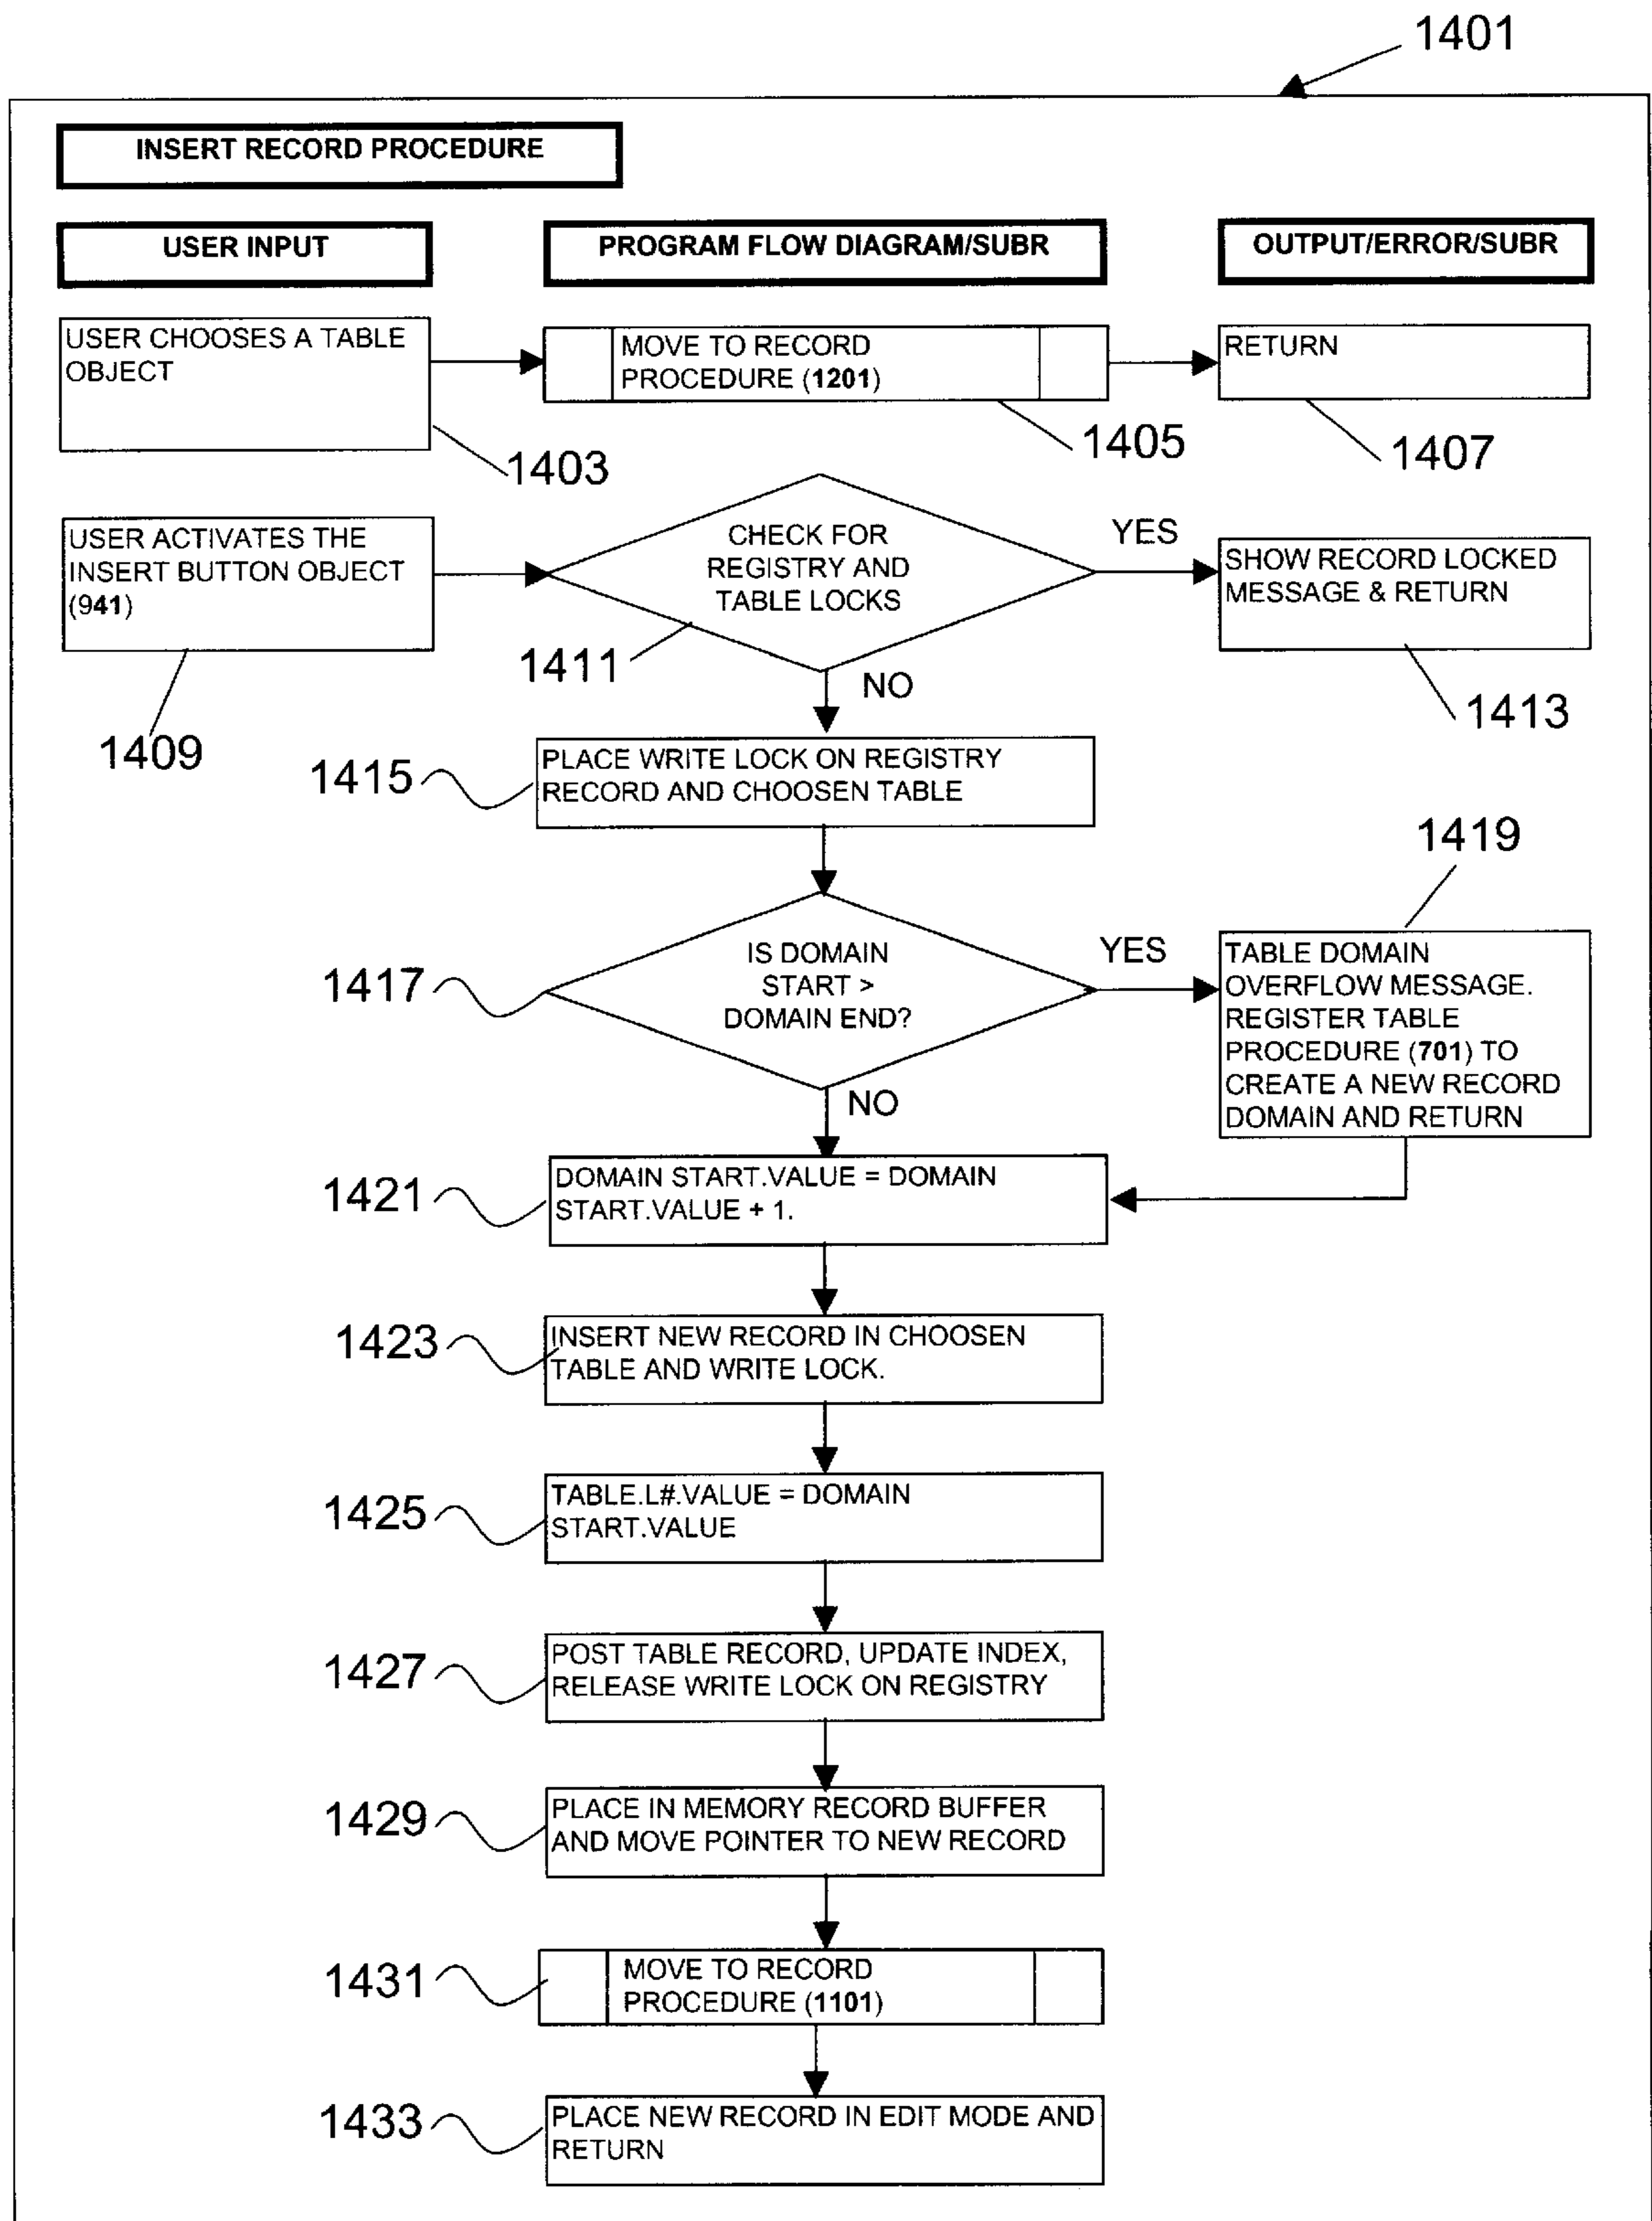 1401
INSERT RECORD PROCEDURE
USER INPUT
PROGRAM FLOW DIAGRAM/SUBR
OUTPUT/ERROR/SUBR
USER CHOOSES A TABLE
OBJECT
1403
MOVE TO RECORD
PROCEDURE (1201)
1405
RETURN
1407
USER ACTIVATES THE
INSERT BUTTON OBJECT
(941)
1409
CHECK FOR
REGISTRY AND
TABLE LOCKS
1411
YES
NO
SHOW RECORD LOCKED
MESSAGE & RETURN
1413
1415
PLACE WRITE LOCK ON REGISTRY
RECORD AND CHOOSEN TABLE
1417
IS DOMAIN
START >
DOMAIN END?
YES
NO
1419
TABLE DOMAIN
OVERFLOW MESSAGE.
REGISTER TABLE
PROCEDURE (701) TO
CREATE A NEW RECORD
DOMAIN AND RETURN
1421
DOMAIN START.VALUE = DOMAIN
START.VALUE + 1.
1423
INSERT NEW RECORD IN CHOOSEN
TABLE AND WRITE LOCK.
1425
TABLE.L#.VALUE = DOMAIN
START.VALUE
1427
POST TABLE RECORD, UPDATE INDEX,
RELEASE WRITE LOCK ON REGISTRY
1429
PLACE IN MEMORY RECORD BUFFER
AND MOVE POINTER TO NEW RECORD
1431
MOVE TO RECORD
PROCEDURE (1101)
1433
PLACE NEW RECORD IN EDIT MODE AND
RETURN